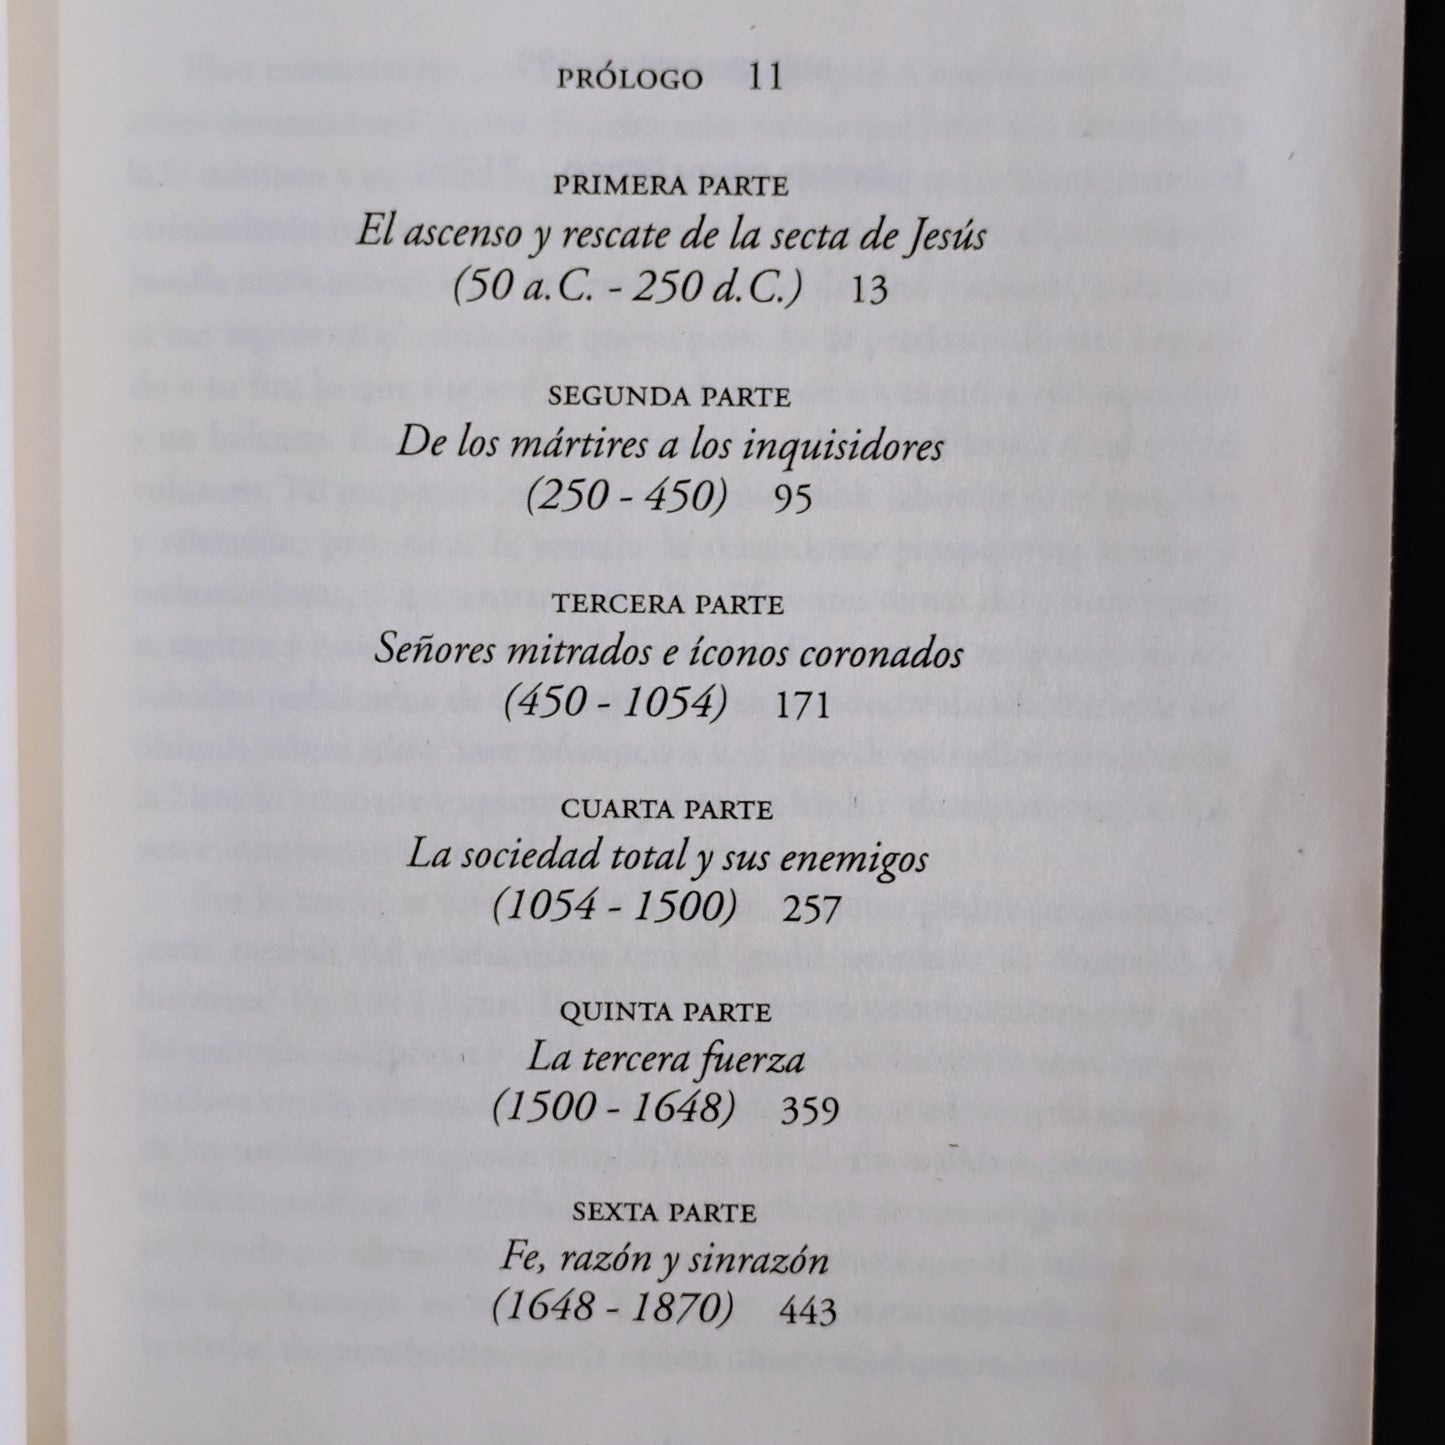 PRÓLOGO 11
PRIMERA PARTE
El ascenso y rescate de la secta de Jesús
(50 a.C. - 250 d.C.) 13
SEGUNDA PARTE
De los mártires a los inquisidores
(250 - 450) 95
TERCERA PARTE
Señores mitrados e íconos coronados
(450 - 1054) 171
CUARTA PARTE
La sociedad total y sus enemigos
(1054 - 1500) 257
QUINTA PARTE
La tercera fuerza
(1500 - 1648) 359
SEXTA PARTE
Fe, razón y sinrazón
(1648 - 1870) 443